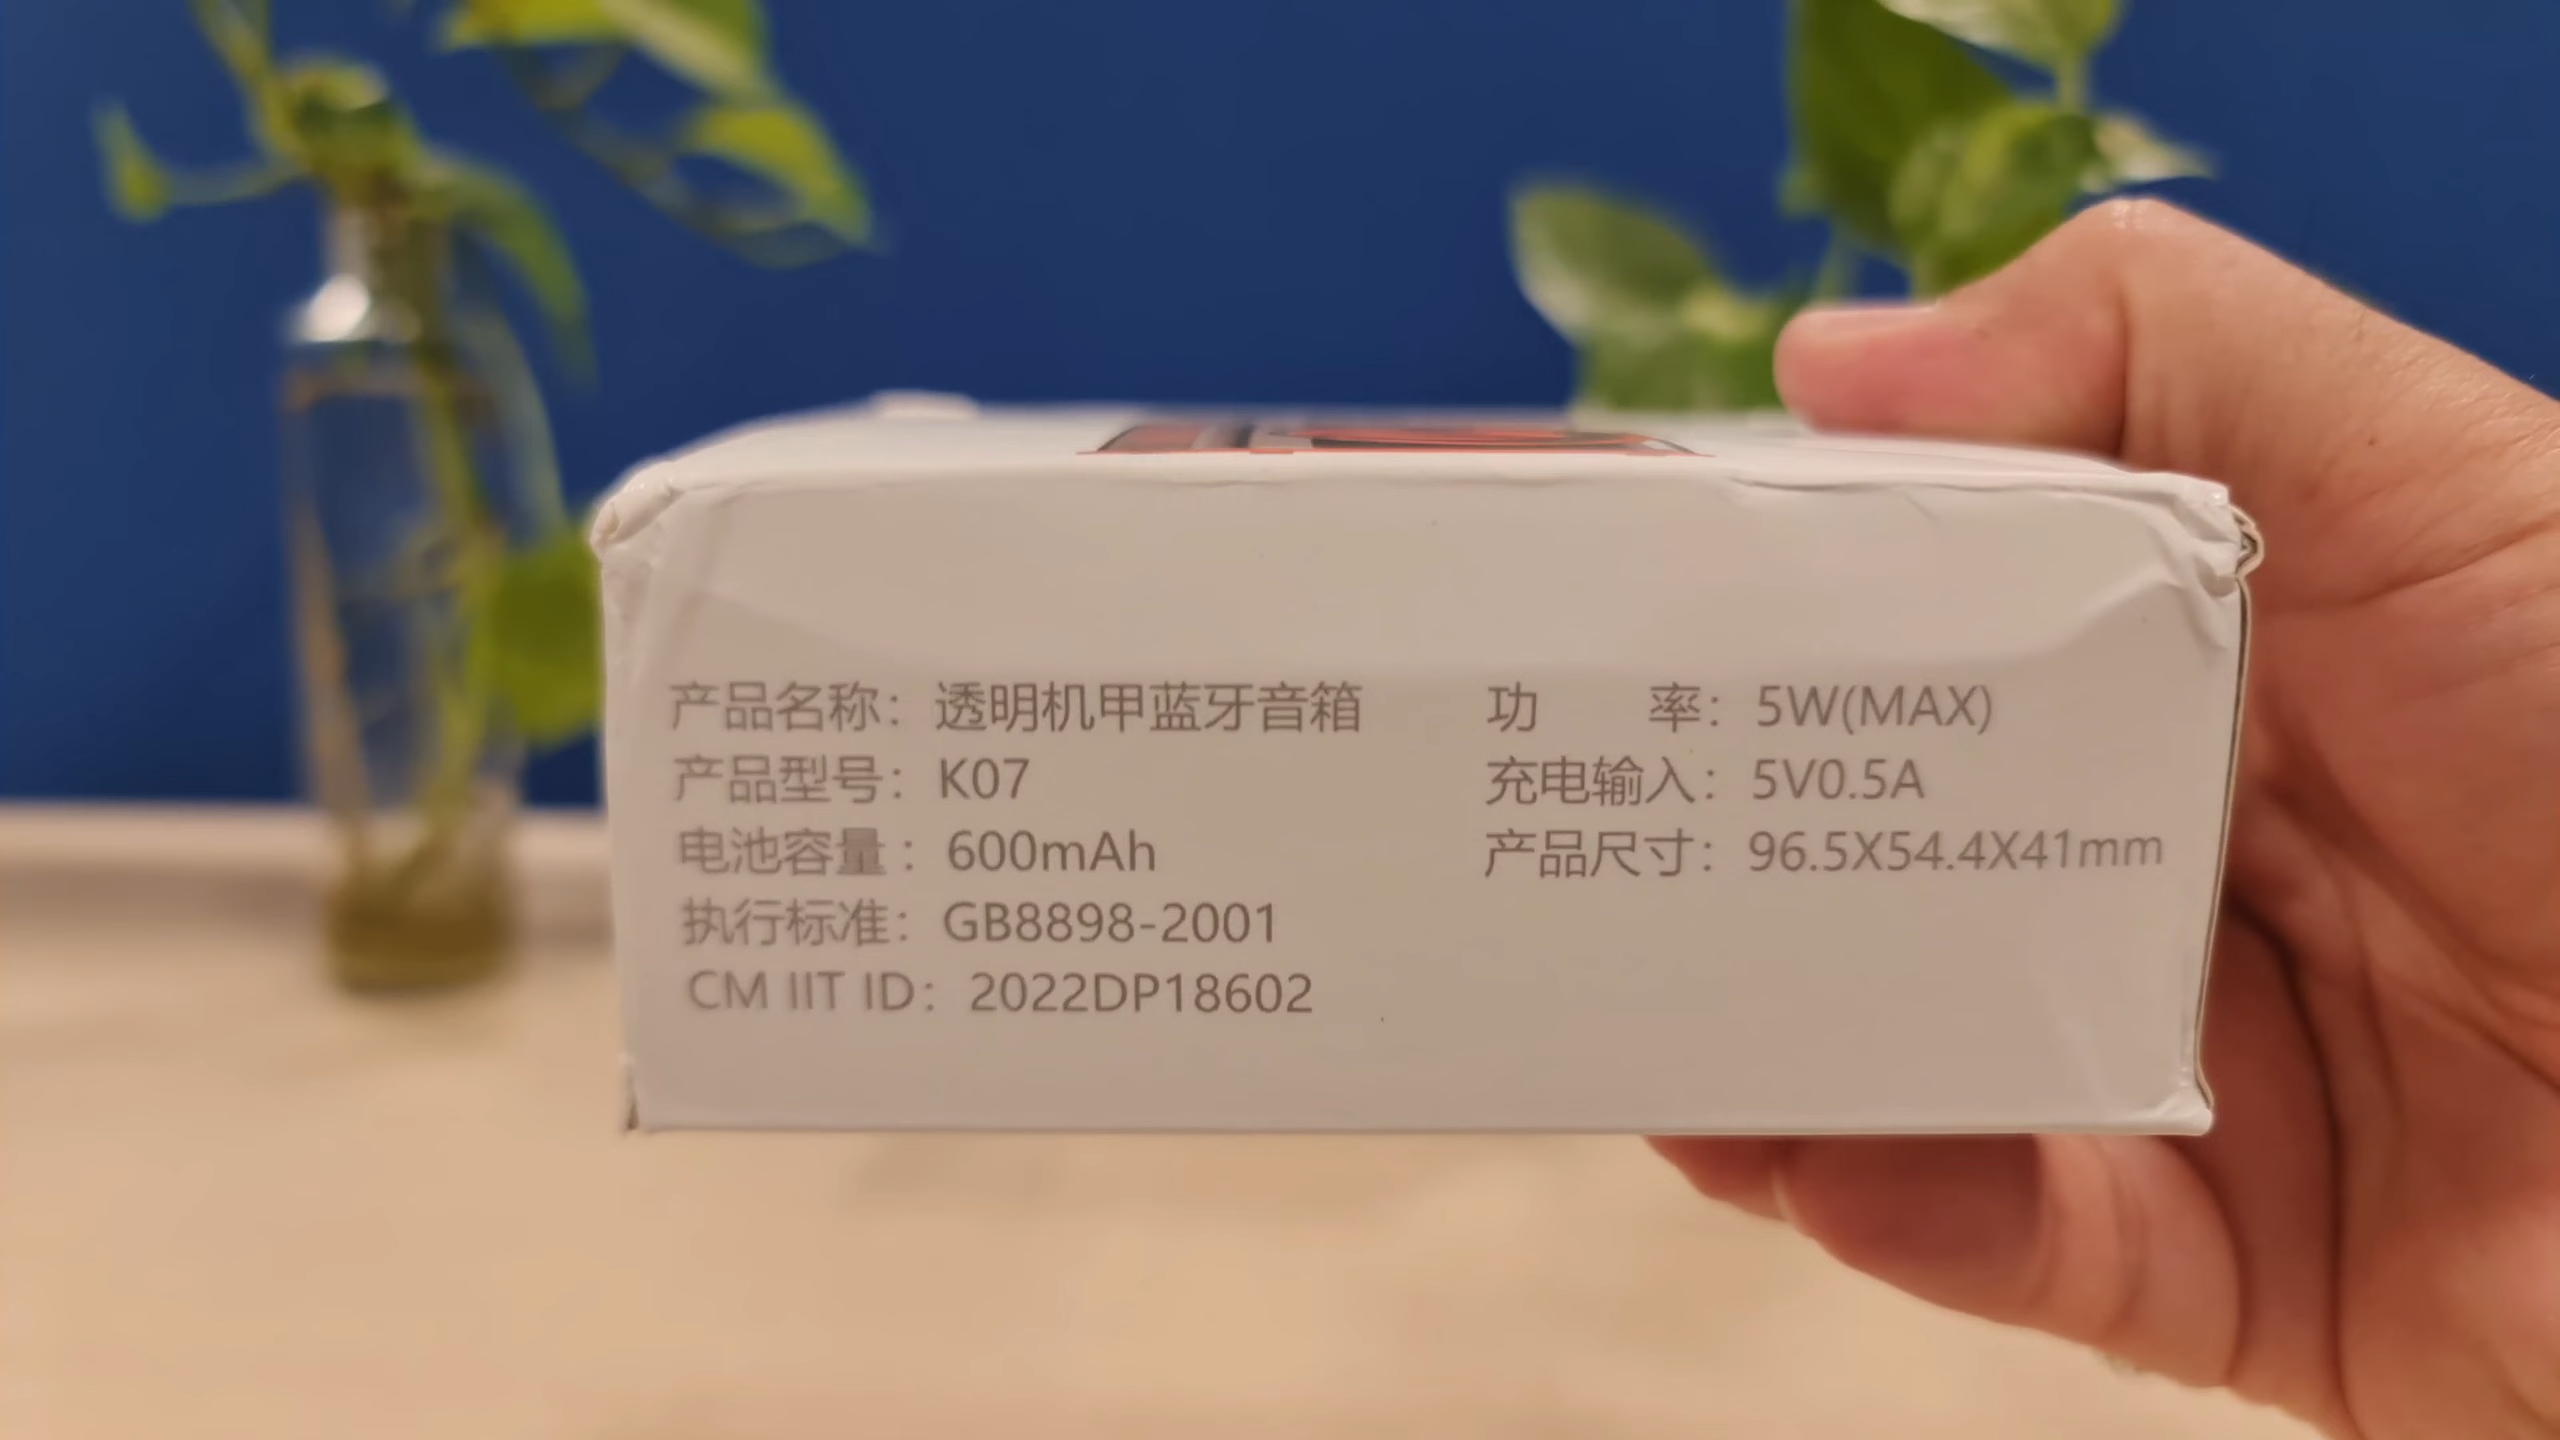 产品名称：透明机甲蓝牙音箱
产品型号：K07
电池容量：600mAh
执行标准：GB8898-2001
CM IIT ID：2022DP18602
功 率：5W(MAX)
充电输入：5V0.5A
产品尺寸：96.5X54.4X41mm